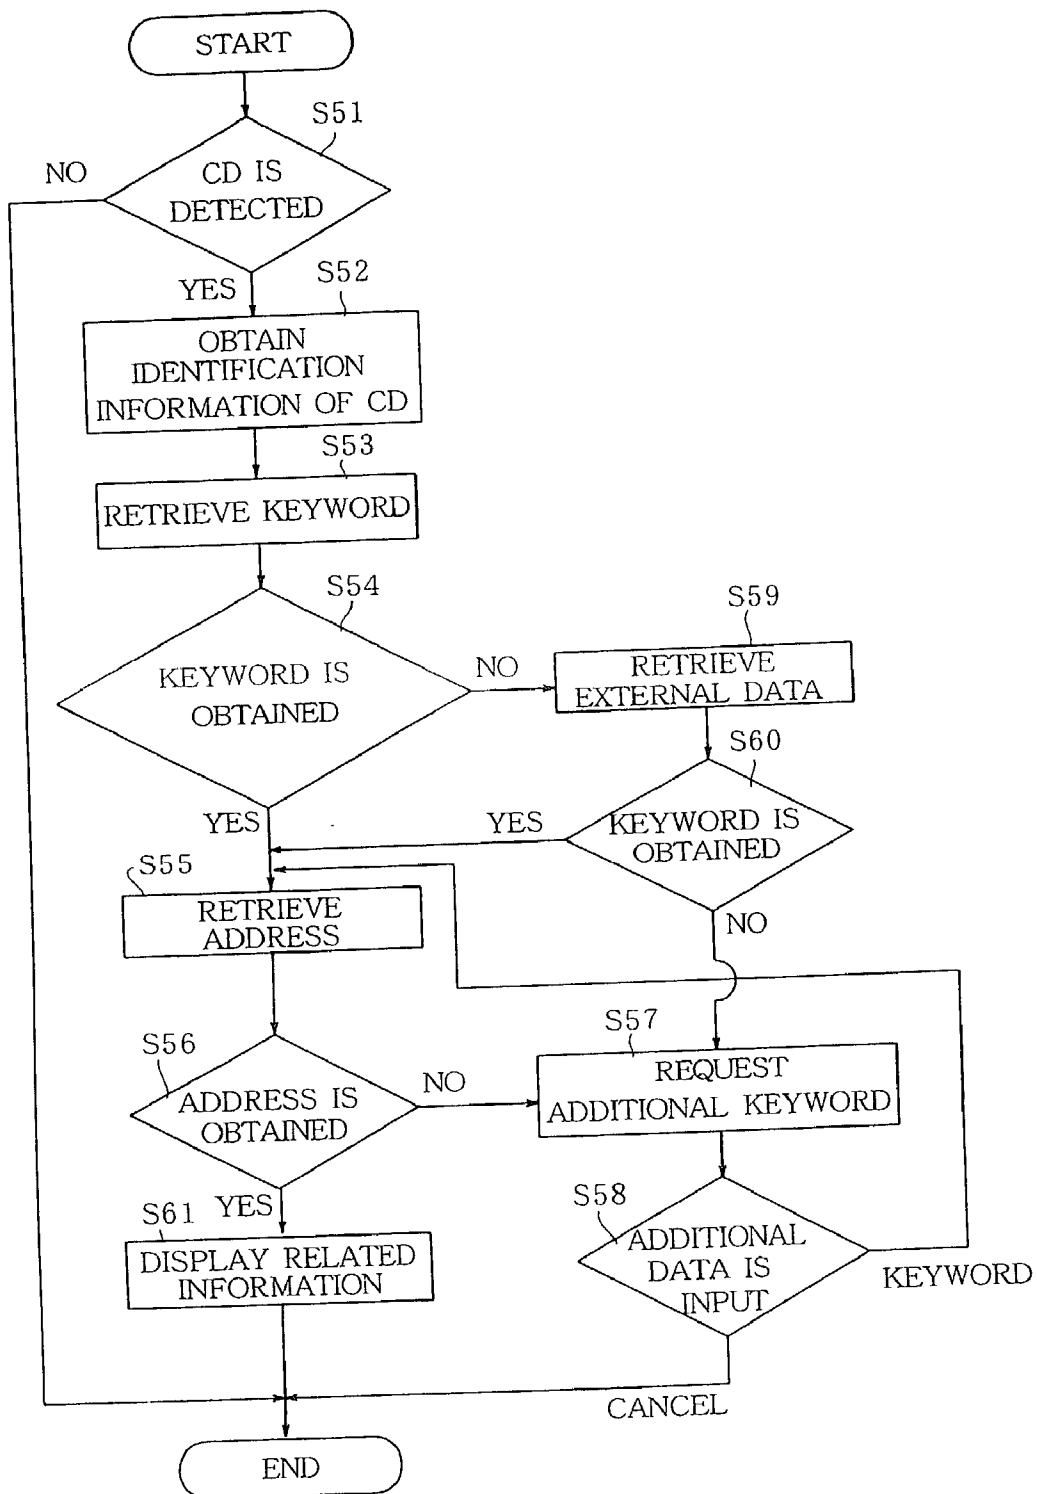 START
S51
NO
CD IS
DETECTED
YES
S52
OBTAIN
IDENTIFICATION
INFORMATION OF CD
S53
RETRIEVE KEYWORD
S54
KEYWORD IS
OBTAINED
NO
S59
RETRIEVE
EXTERNAL DATA
S60
KEYWORD IS
OBTAINED
YES
YES
NO
S55
RETRIEVE
ADDRESS
S56
ADDRESS IS
OBTAINED
NO
S57
REQUEST
ADDITIONAL KEYWORD
S58
ADDITIONAL
DATA IS
INPUT
KEYWORD
YES
S61
DISPLAY RELATED
INFORMATION
CANCEL
END